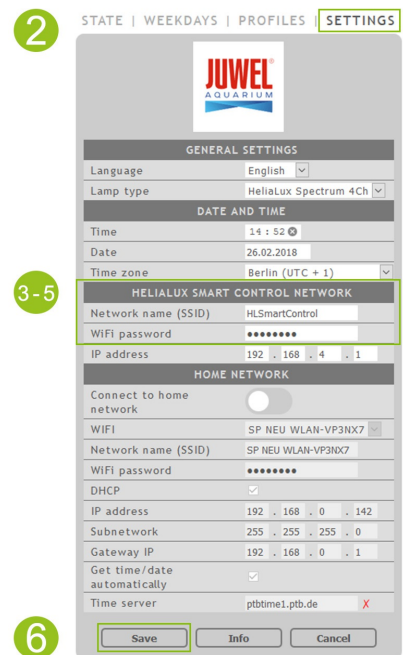 2
STATE | WEEKDAYS | PROFILES | SETTINGS
JUWEL®
AQUARIUM
GENERAL SETTINGS
Language English
Lamp type HeliaLux Spectrum 4Ch
DATE AND TIME
Time 14 : 52
Date 26.02.2018
Time zone Berlin (UTC + 1)
3-5
HELIALUX SMART CONTROL NETWORK
Network name (SSID) HLSmartControl
WiFi password ••••••••
IP address 192 . 168 . 4 . 1
HOME NETWORK
Connect to home
network
WIFI SP NEU WLAN-VP3NX7
Network name (SSID) SP NEU WLAN-VP3NX7
WiFi password ••••••••
DHCP
IP address 192 . 168 . 0 . 142
Subnetwork 255 . 255 . 255 . 0
Gateway IP 192 . 168 . 0 . 1
Get time/date
automatically
Time server ptbtime1.ptb.de X
6
Save Info Cancel